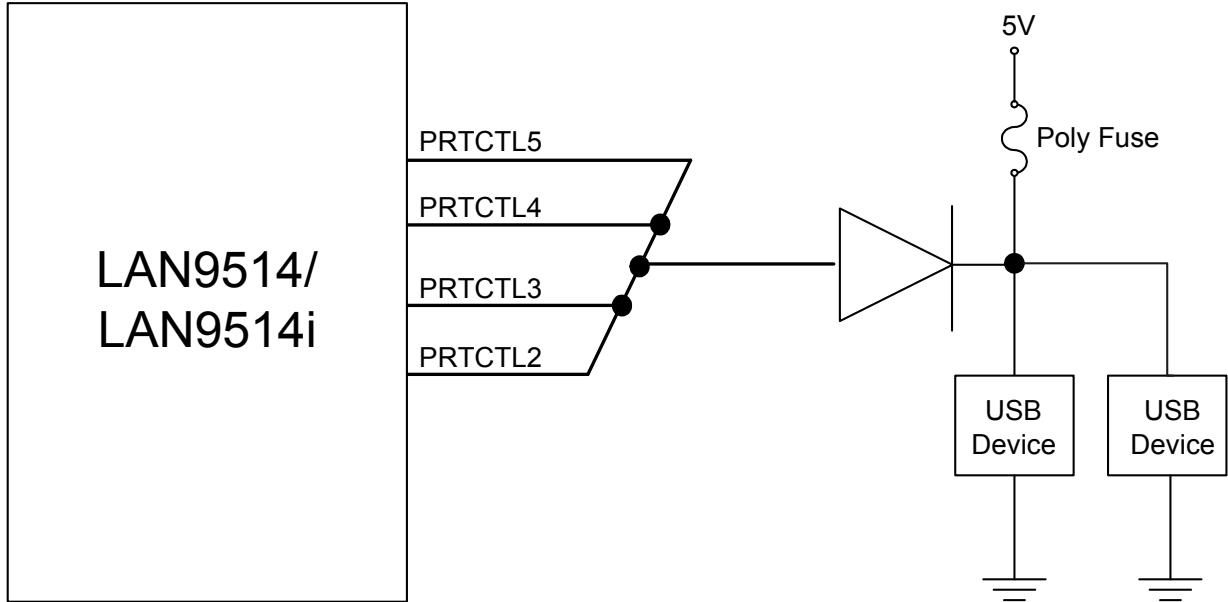 5V
Poly Fuse
PRTCTL5
PRTCTL4
LAN9514/
LAN9514i
PRTCTL3
PRTCTL2
USB
Device
USB
Device